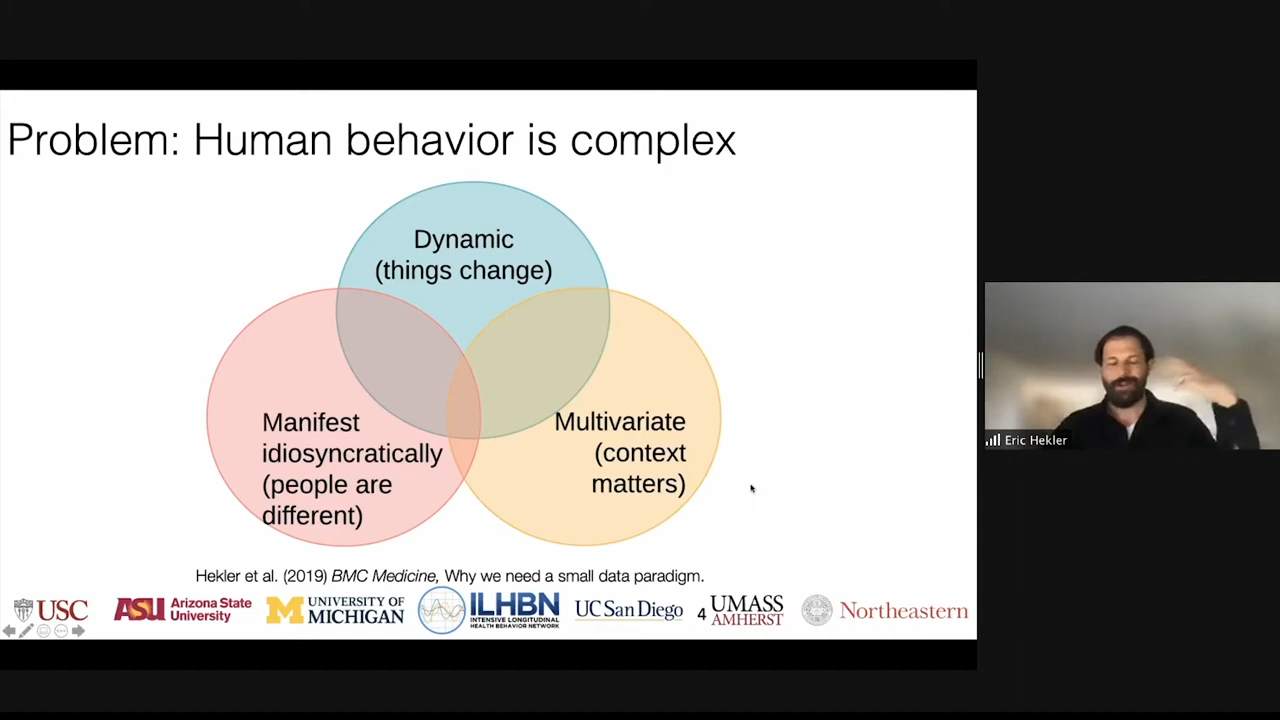 Problem: Human behavior is complex
Dynamic
(things change)
Manifest
idiosyncratically
(people are
different)
Multivariate
(context
matters)
Eric Hekler
Hekler et al. (2019) BMC Medicine, Why we need a small data paradigm.
USC
ASU Arizona State
University
M UNIVERSITY OF
MICHIGAN
ILHBN
INTENSIVE LONGITUDINAL
HEALTH BEHAVIOR NETWORK
UC San Diego
4
UMASS
AMHERST
Northeastern